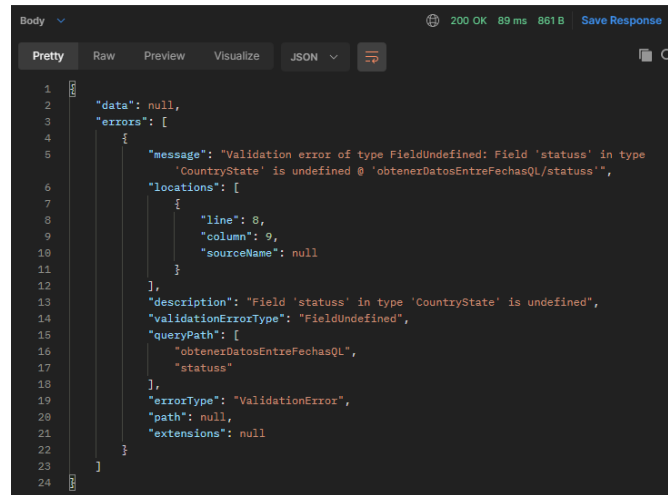 Body 200 OK 89 ms 861 B Save Response
Pretty Raw Preview Visualize JSON
1 {
2 "data": null,
3 "errors": [
4 {
5 "message": "Validation error of type FieldUndefined: Field 'statuss' in type
'CountryState' is undefined @ 'obtenerDatosEntreFechasQL/statuss'",
6 "locations": [
7 {
8 "line": 8,
9 "column": 9,
10 "sourceName": null
11 }
12 ],
13 "description": "Field 'statuss' in type 'CountryState' is undefined",
14 "validationErrorType": "FieldUndefined",
15 "queryPath": [
16 "obtenerDatosEntreFechasQL",
17 "statuss"
18 ],
19 "errorType": "ValidationError",
20 "path": null,
21 "extensions": null
22 }
23 ]
24 }